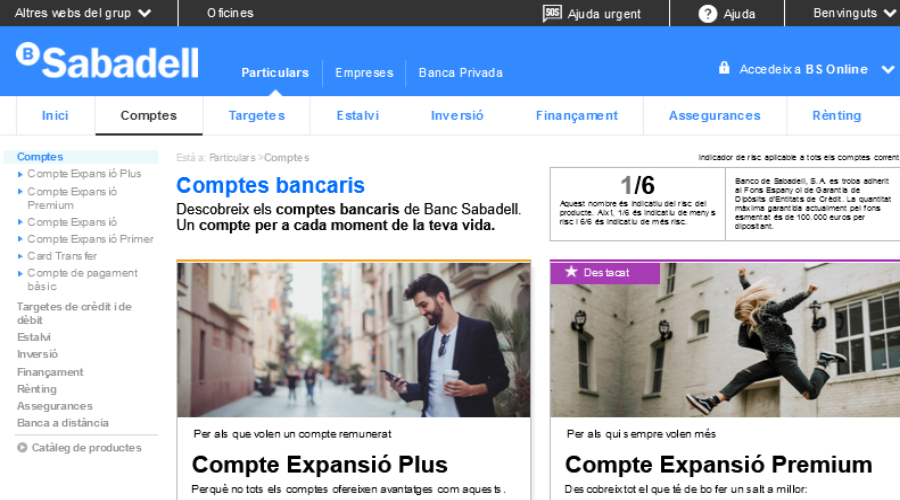 Altres webs del grup
Oficines
SOS Ajuda urgent
? Ajuda
Benvinguts
B Sabadell
Particulars
Empreses
Banca Privada
Accedeix a BS Online
Inici
Comptes
Targetes
Estalvi
Inversió
Finançament
Assegurances
Rènting
Comptes
Compte Expansió Plus
Compte Expansió
Premium
Compte Expansió
Compte Expansió Primer
Card Transfer
Compte de pagament
bàsic
Targetes de crèdit i de
dèbit
Estalvi
Inversió
Finançament
Rènting
Assegurances
Banca a distància
Catàleg de productes
Està a: Particulars >Comptes
Comptes bancaris
Descobreix els comptes bancaris de Banc Sabadell.
Un compte per a cada moment de la teva vida.
Indicador de risc aplicable a tots els comptes corrent
1/6
Aquest nombre és indicatiu del risc del
producte. Així, 1/6 és indicatiu de menys
risc i 6/6 és indicatiu de més risc.
Banco de Sabadell, S.A. es troba adherit
al Fons Espanyol de Garantia de
Dipòsits d'Entitats de Crèdit. La quantitat
màxima garantida actualment pel fons
esmentat és de 100.000 euros per
dipositant.
Per als que volen un compte remunerat
Compte Expansió Plus
Perquè no tots els comptes ofereixen avantatges com aquests.
Destacat
Per als qui sempre volen més
Compte Expansió Premium
Descobreix tot el que té de bo fer un salt a millor: